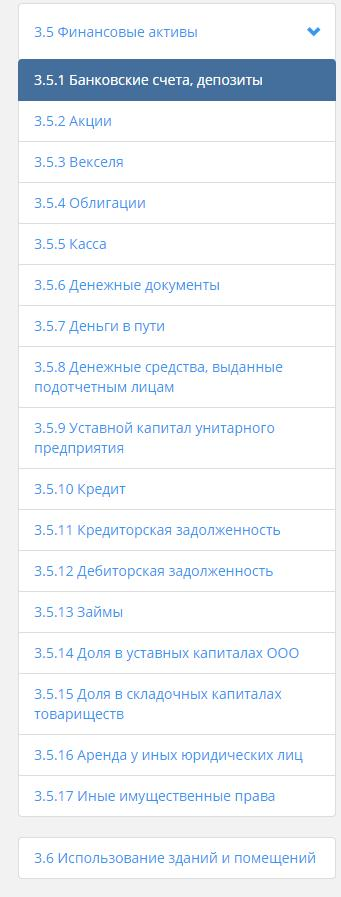 3.5 Финансовые активы
3.5.1 Банковские счета, депозиты
3.5.2 Акции
3.5.3 Векселя
3.5.4 Облигации
3.5.5 Касса
3.5.6 Денежные документы
3.5.7 Деньги в пути
3.5.8 Денежные средства, выданные
подотчетным лицам
3.5.9 Уставной капитал унитарного
предприятия
3.5.10 Кредит
3.5.11 Кредиторская задолженность
3.5.12 Дебиторская задолженность
3.5.13 Займы
3.5.14 Доля в уставных капиталах ООО
3.5.15 Доля в складочных капиталах
товариществ
3.5.16 Аренда у иных юридических лиц
3.5.17 Иные имущественные права
3.6 Использование зданий и помещений